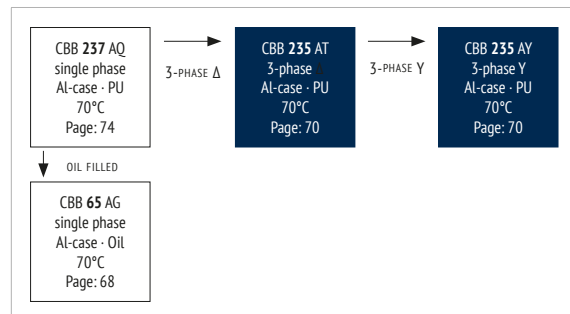 CBB 237 AQ
single phase
Al-case · PU
70°C
Page: 74
3-PHASE Δ
CBB 235 AT
3-phase
Al-case · PU
70°C
Page: 70
3-PHASE Y
CBB 235 AY
3-phase Y
Al-case · PU
70°C
Page: 70
OIL FILLED
CBB 65 AG
single phase
Al-case · Oil
70°C
Page: 68